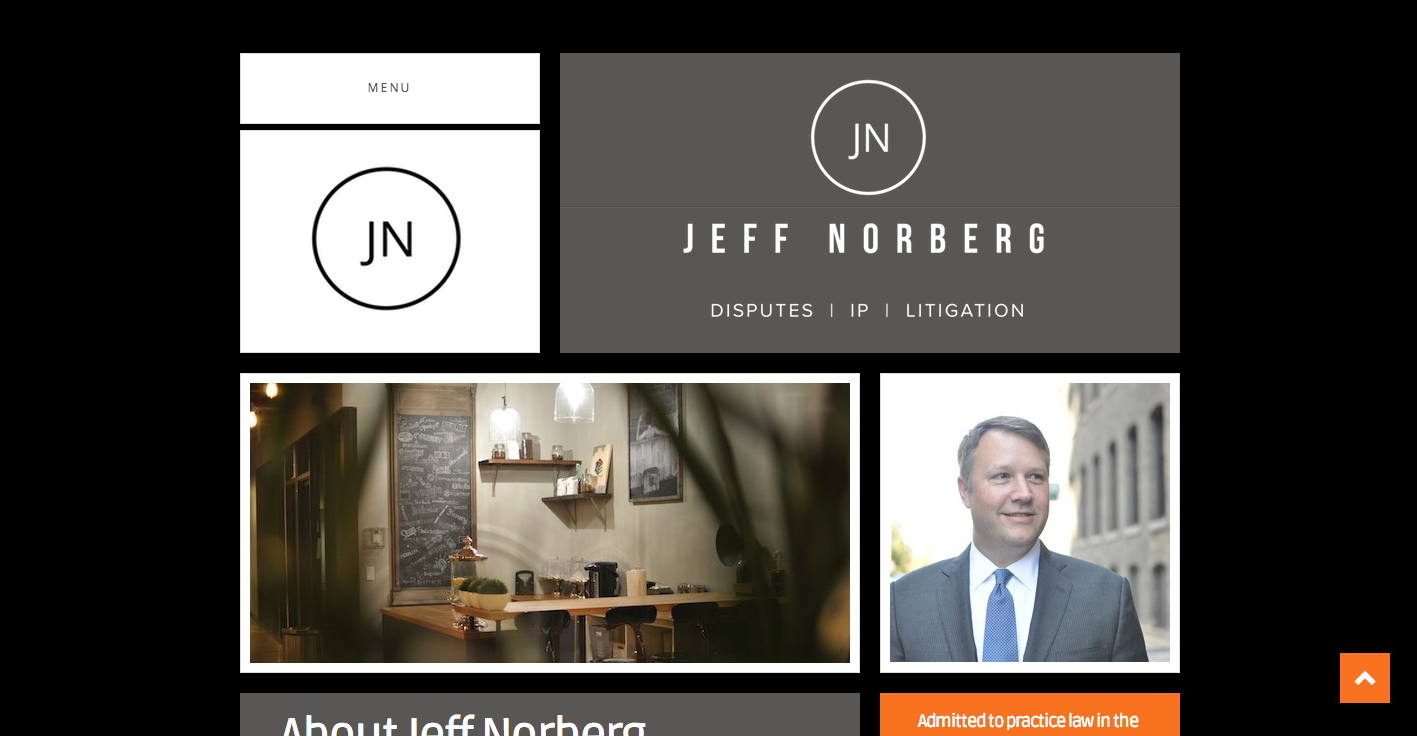 MENU
JN
JN
JEFF NORBERG
DISPUTES | IP | LITIGATION
About Jeff Norberg
Admitted to practice law in the